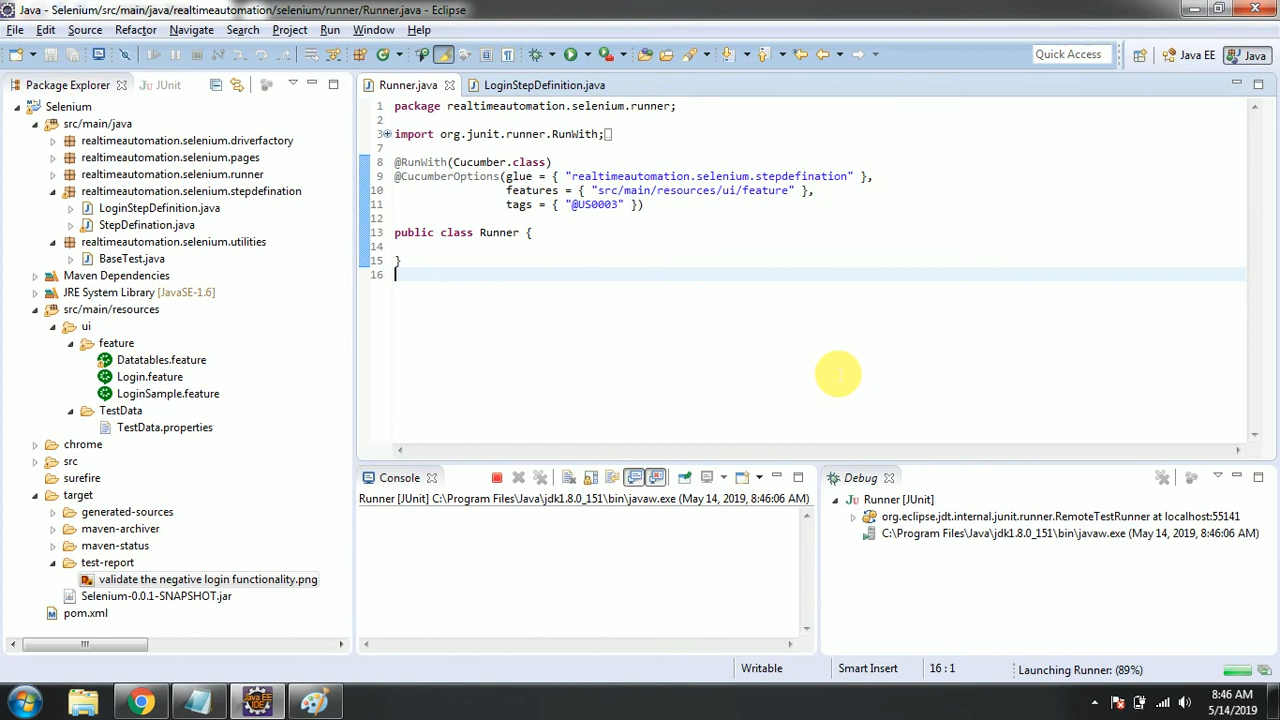 Java - Selenium/src/main/java/realtimeautomation/selenium/runner/Runner.java - Eclipse
File Edit Source Refactor Navigate Search Project Run Window Help
Quick Access Java EE Java
Package Explorer JUnit
Selenium
src/main/java
realtimeautomation.selenium.driverfactory
realtimeautomation.selenium.pages
realtimeautomation.selenium.runner
realtimeautomation.selenium.stepdefination
LoginStepDefinition.java
StepDefination.java
realtimeautomation.selenium.utilities
BaseTest.java
Maven Dependencies
JRE System Library [JavaSE-1.6]
src/main/resources
ui
feature
Datatables.feature
Login.feature
LoginSample.feature
TestData
TestData.properties
chrome
src
surefire
target
generated-sources
maven-archiver
maven-status
test-report
validate the negative login functionality.png
Selenium-0.0.1-SNAPSHOT.jar
pom.xml
Runner.java LoginStepDefinition.java
1 package realtimeautomation.selenium.runner;
2
3 import org.junit.runner.RunWith;
7
8 @RunWith(Cucumber.class)
9 @CucumberOptions(glue = { "realtimeautomation.selenium.stepdefination" },
10 features = { "src/main/resources/ui/feature" },
11 tags = { "@US0003" })
12
13 public class Runner {
14
15 }
16
Console
Runner [JUnit] C:\Program Files\Java\jdk1.8.0_151\bin\javaw.exe (May 14, 2019, 8:46:06 AM)
Debug
Runner [JUnit]
org.eclipse.jdt.internal.junit.runner.RemoteTestRunner at localhost:55141
C:\Program Files\Java\jdk1.8.0_151\bin\javaw.exe (May 14, 2019, 8:46:06 AM)
Writable Smart Insert 16 : 1 Launching Runner: (89%)
Java EE
IDE
8:46 AM
5/14/2019